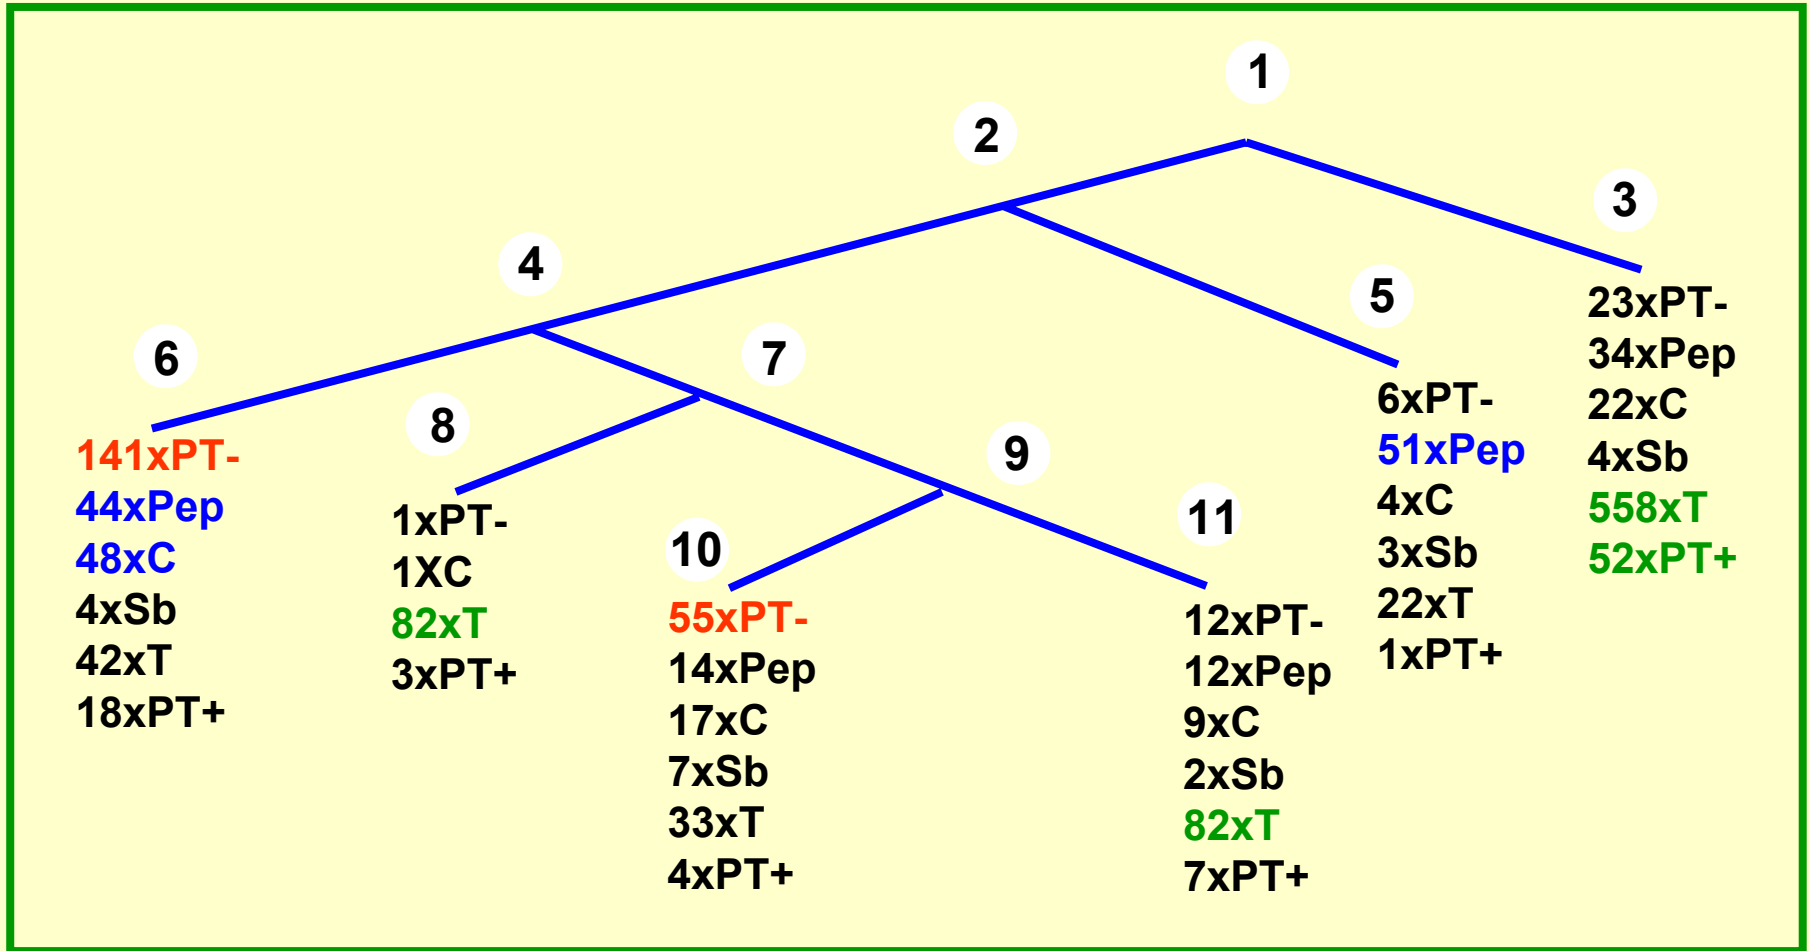 1
2
3
4
5
23xPT-
34xPep
22xC
4xSb
558xT
52xPT+
6
7
6xPT-
51xPep
4xC
3xSb
22xT
1xPT+
8
9
141xPT-
44xPep
48xC
4xSb
42xT
18xPT+
1xPT-
1XC
82xT
3xPT+
10
11
55xPT-
14xPep
17xC
7xSb
33xT
4xPT+
12xPT-
12xPep
9xC
2xSb
82xT
7xPT+